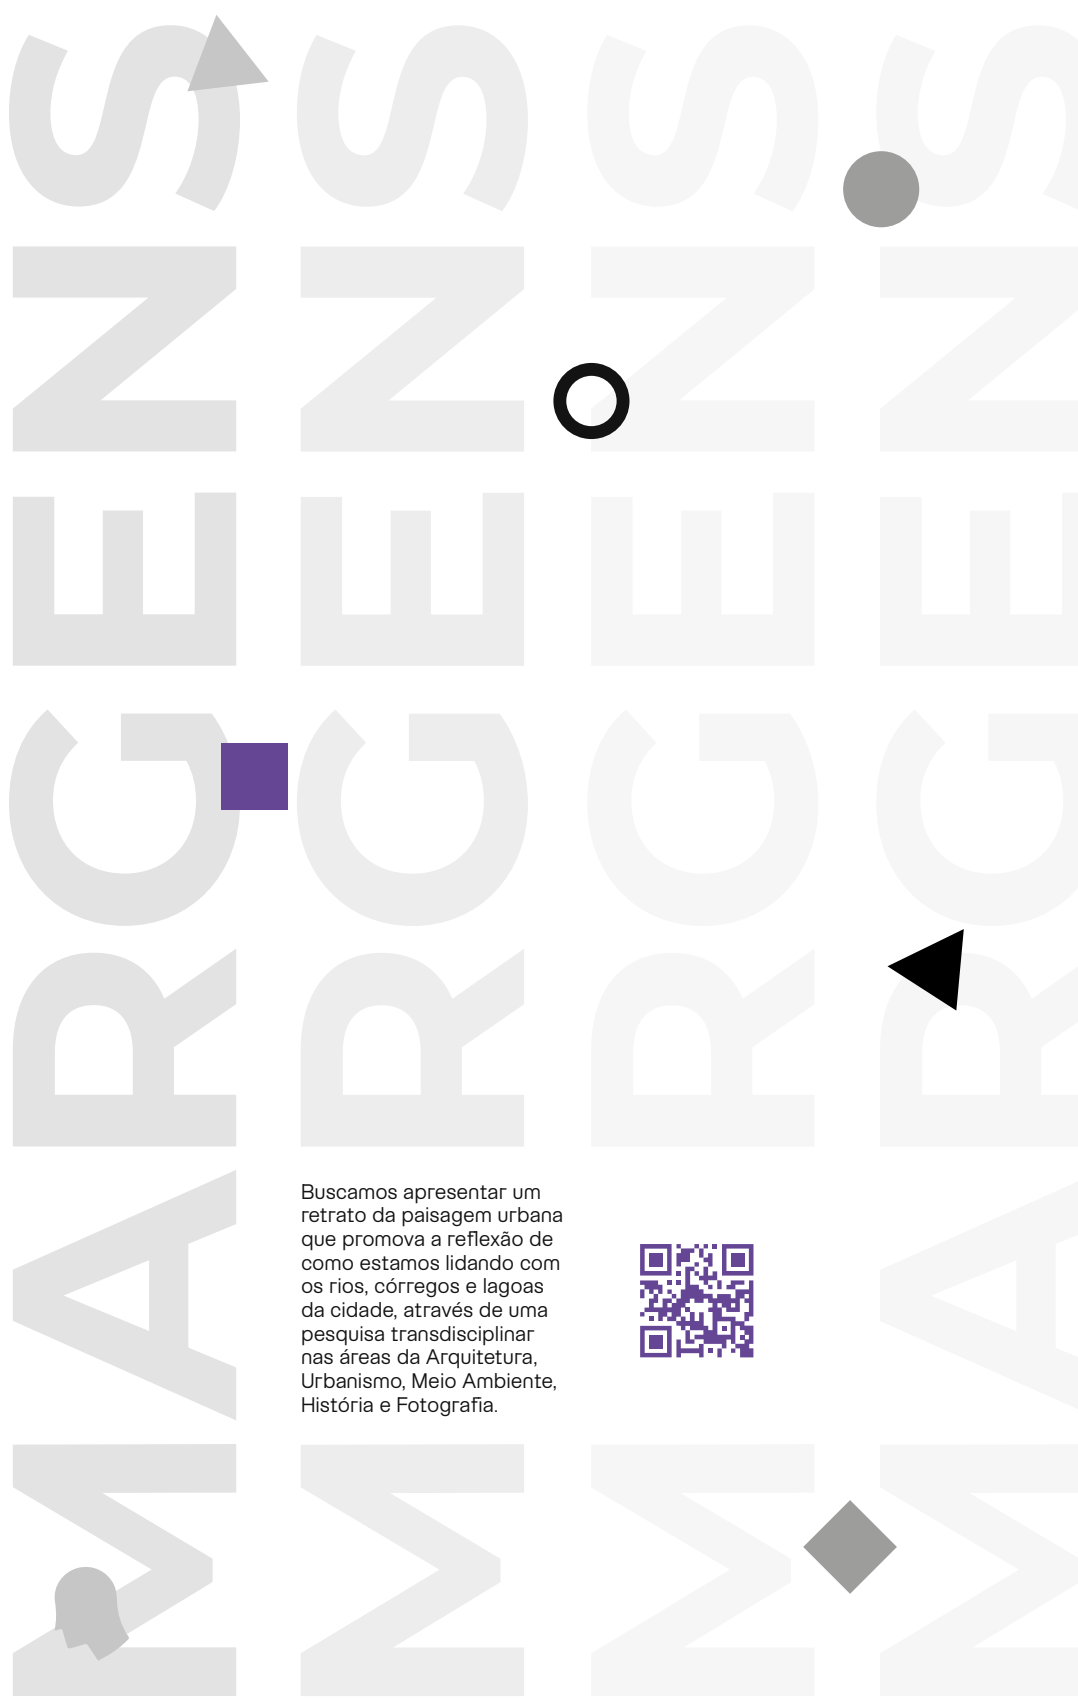 MARGENS
MARGENS
M RGENS
MARGENS
Buscamos apresentar um
retrato da paisagem urbana
que promova a reflexão de
como estamos lidando com
os rios, córregos e lagoas
da cidade, através de uma
pesquisa transdisciplinar
nas áreas da Arquitetura,
Urbanismo, Meio Ambiente,
História e Fotografia.